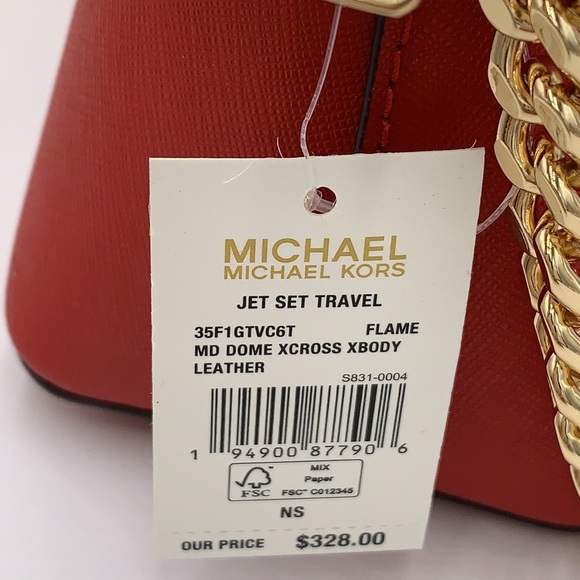 MICHAEL
MICHAEL KORS
JET SET TRAVEL
35F1GTVC6T FLAME
MD DOME XCROSS XBODY
LEATHER
S831-0004
1 94900 87790 6
FSC
MIX
Paper
FSC™ C012345
NS
OUR PRICE $328.00